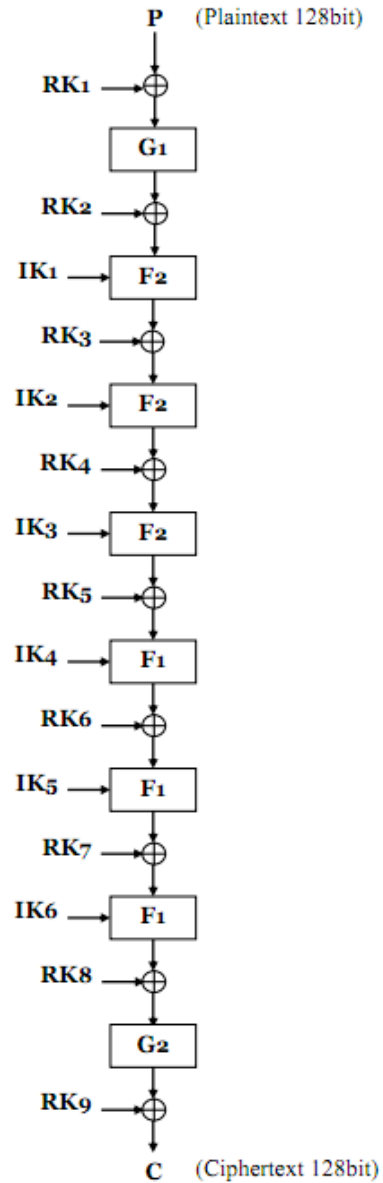 P (Plaintext 128bit)
RK1
G1
RK2
IK1 F2
RK3
IK2 F2
RK4
IK3 F2
RK5
IK4 F1
RK6
IK5 F1
RK7
IK6 F1
RK8
G2
RK9
C (Ciphertext 128bit)